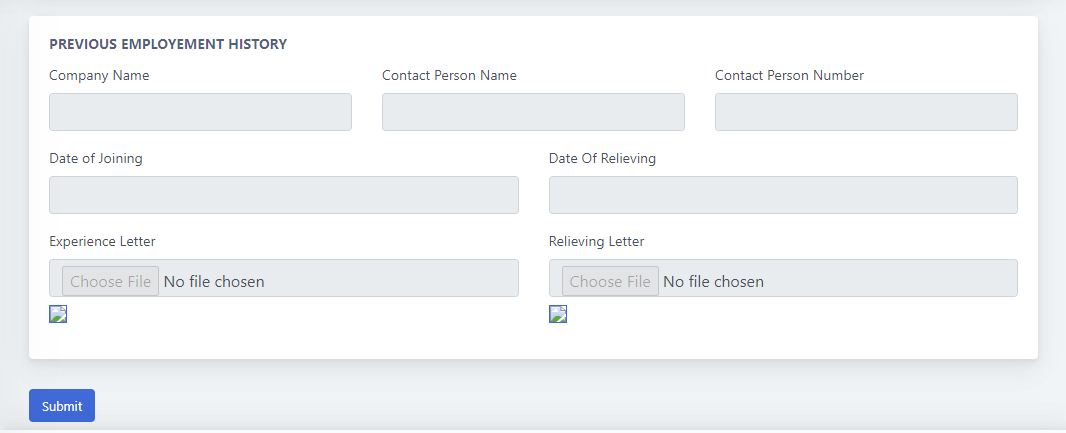 PREVIOUS EMPLOYEMENT HISTORY
Company Name Contact Person Name Contact Person Number
Date of Joining Date Of Relieving
Experience Letter Relieving Letter
Choose File No file chosen Choose File No file chosen
Submit